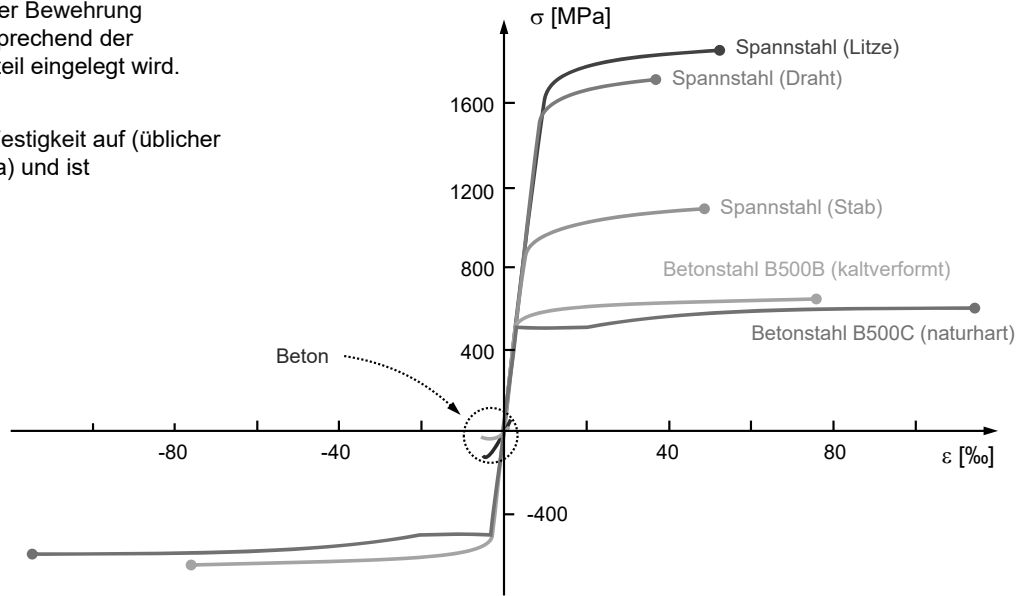 er Bewehrung
prechend der
teil eingelegt wird.
estigkeit auf (üblicher
a) und ist
σ [MPa]
Spannstahl (Litze)
Spannstahl (Draht)
1600
1200
Spannstahl (Stab)
800
Betonstahl B500B (kaltverformt)
Betonstahl B500C (naturhart)
400
Beton
-80
-40
40
80
ε [‰]
-400